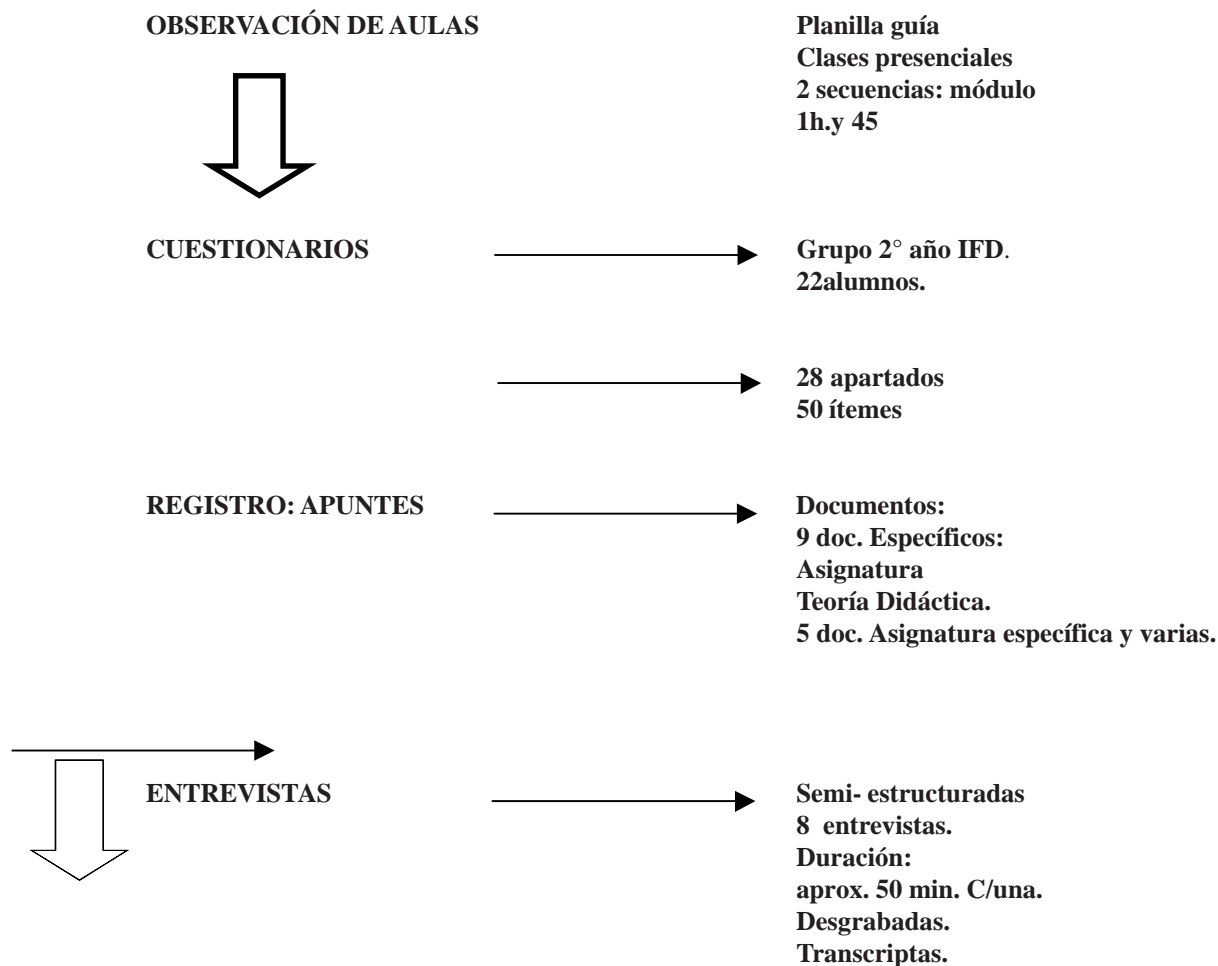 OBSERVACIÓN DE AULAS
Planilla guía
Clases presenciales
2 secuencias: módulo
1h.y 45
CUESTIONARIOS
Grupo 2° año IFD.
22alumnos.
28 apartados
50 ítemes
REGISTRO: APUNTES
Documentos:
9 doc. Específicos:
Asignatura
Teoría Didáctica.
5 doc. Asignatura específica y varias.
ENTREVISTAS
Semi- estructuradas
8 entrevistas.
Duración:
aprox. 50 min. C/una.
Desgrabadas.
Transcriptas.